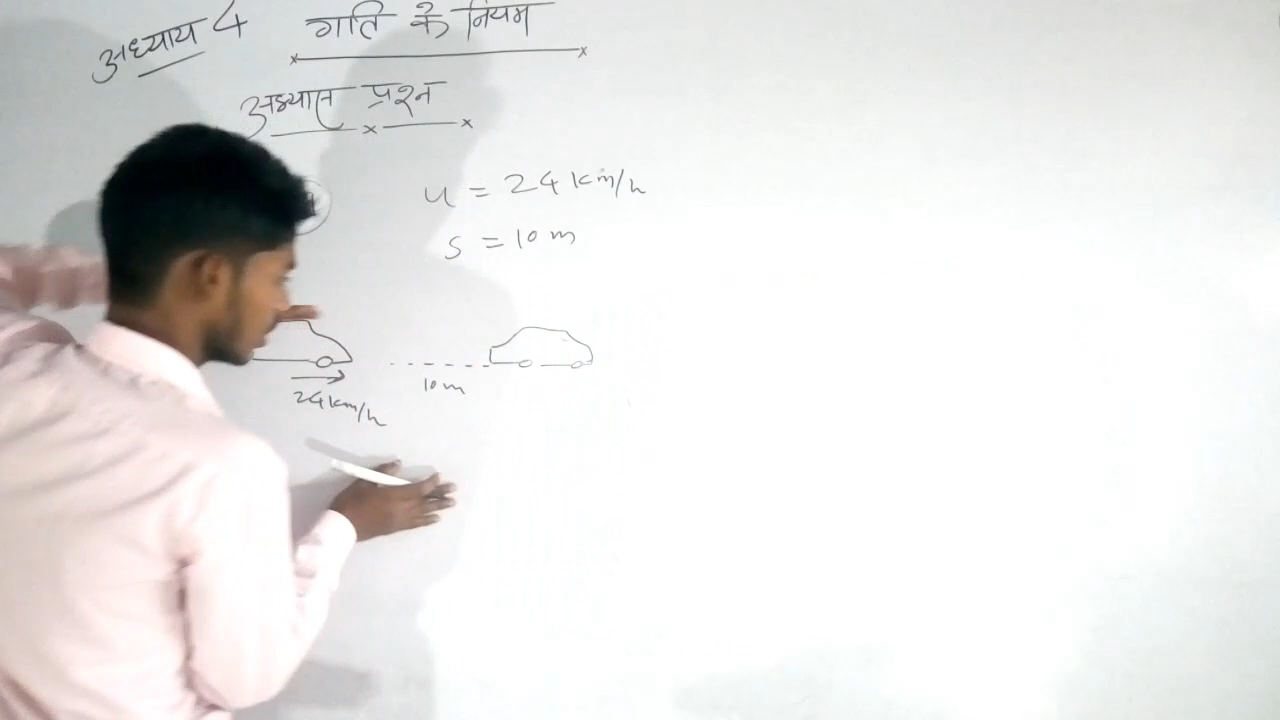 अध्याय 4 गति के नियम
अभ्यास प्रश्न
u = 24 km/h
s = 10 m
24 km/h
10 m